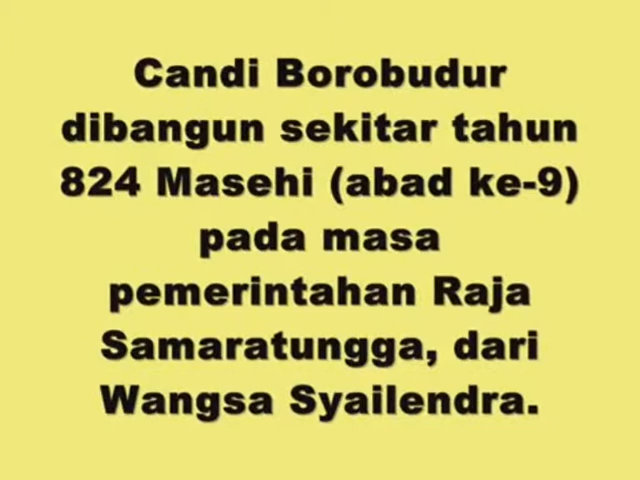 Candi Borobudur
dibangun sekitar tahun
824 Masehi (abad ke-9)
pada masa
pemerintahan Raja
Samaratungga, dari
Wangsa Syailendra.